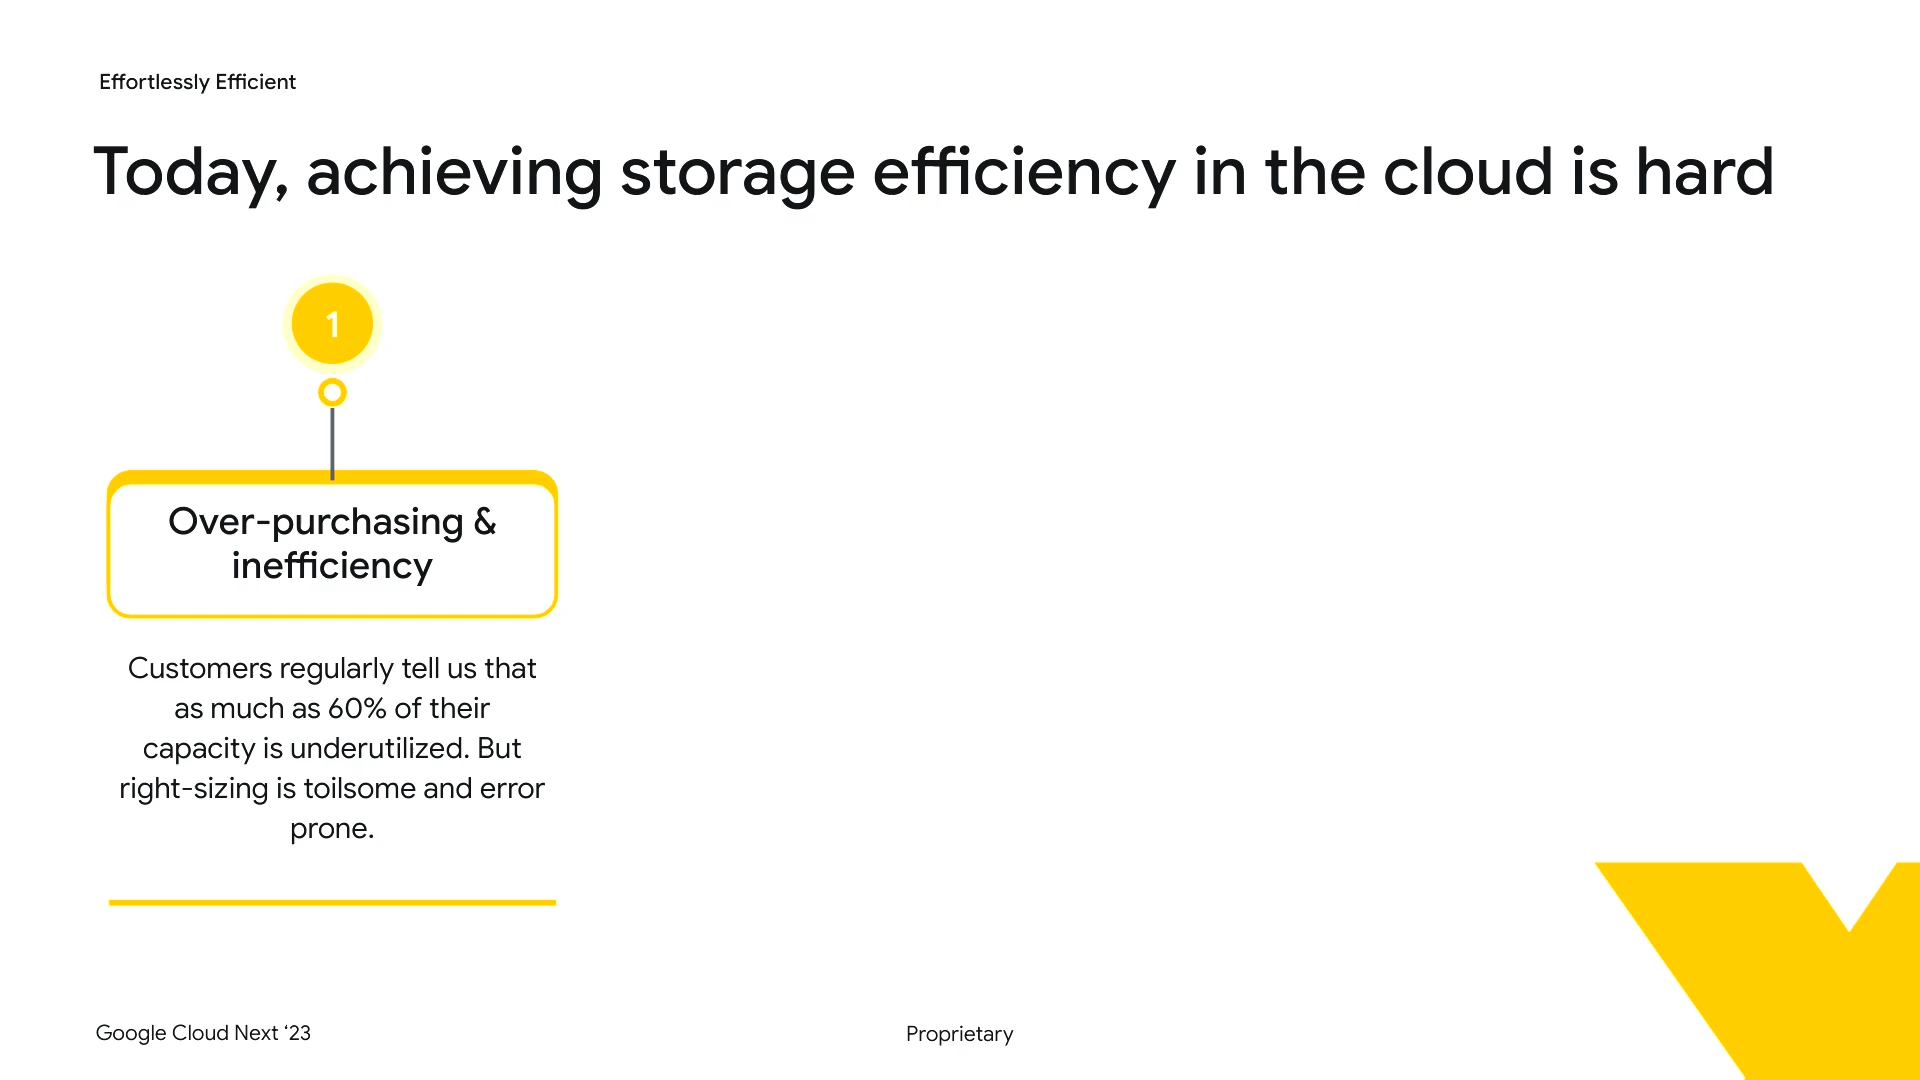 Effortlessly Efficient
Today, achieving storage efficiency in the cloud is hard
1
Over-purchasing &
inefficiency
Customers regularly tell us that
as much as 60% of their
capacity is underutilized. But
right-sizing is toilsome and error
prone.
Google Cloud Next ‘23
Proprietary